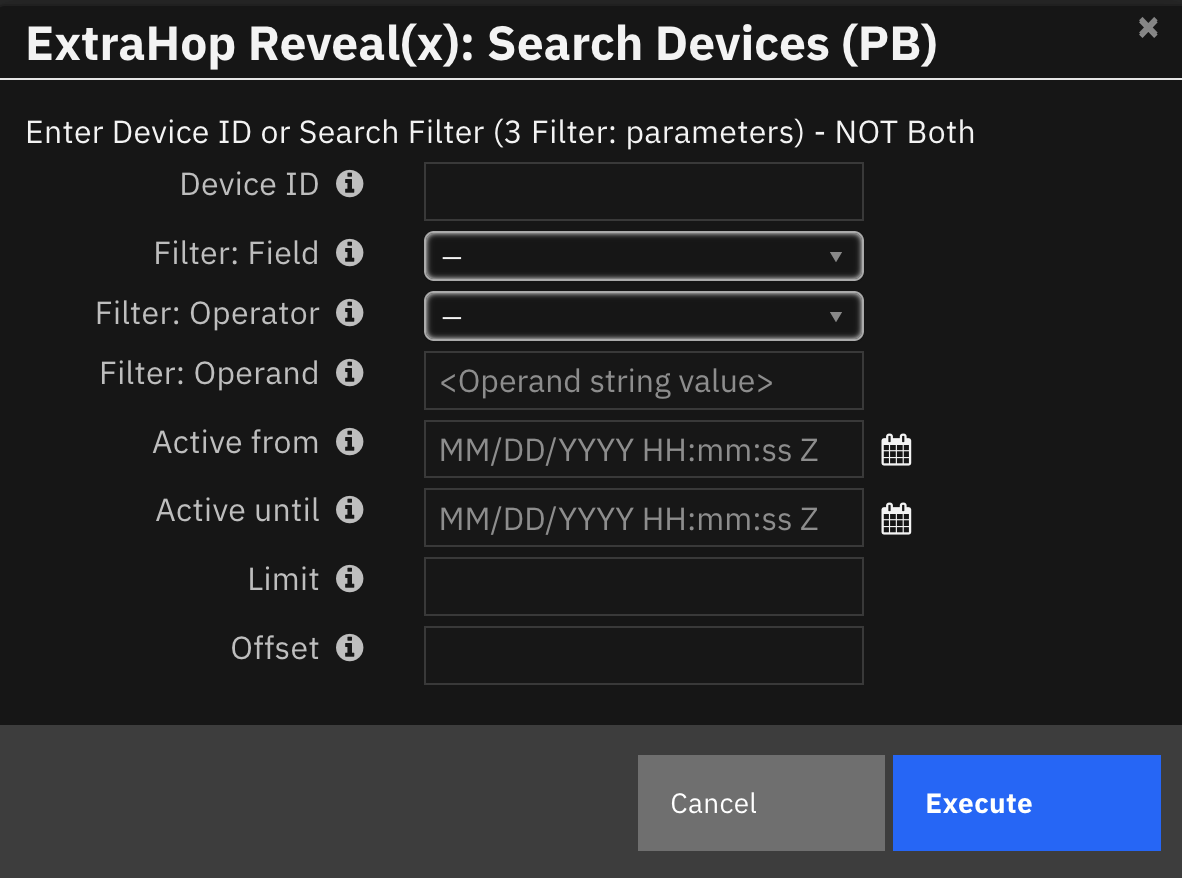 ExtraHop Reveal(x): Search Devices (PB)
Enter Device ID or Search Filter (3 Filter: parameters) - NOT Both
Device ID
Filter: Field —
Filter: Operator —
Filter: Operand <Operand string value>
Active from MM/DD/YYYY HH:mm:ss Z
Active until MM/DD/YYYY HH:mm:ss Z
Limit
Offset
Cancel Execute